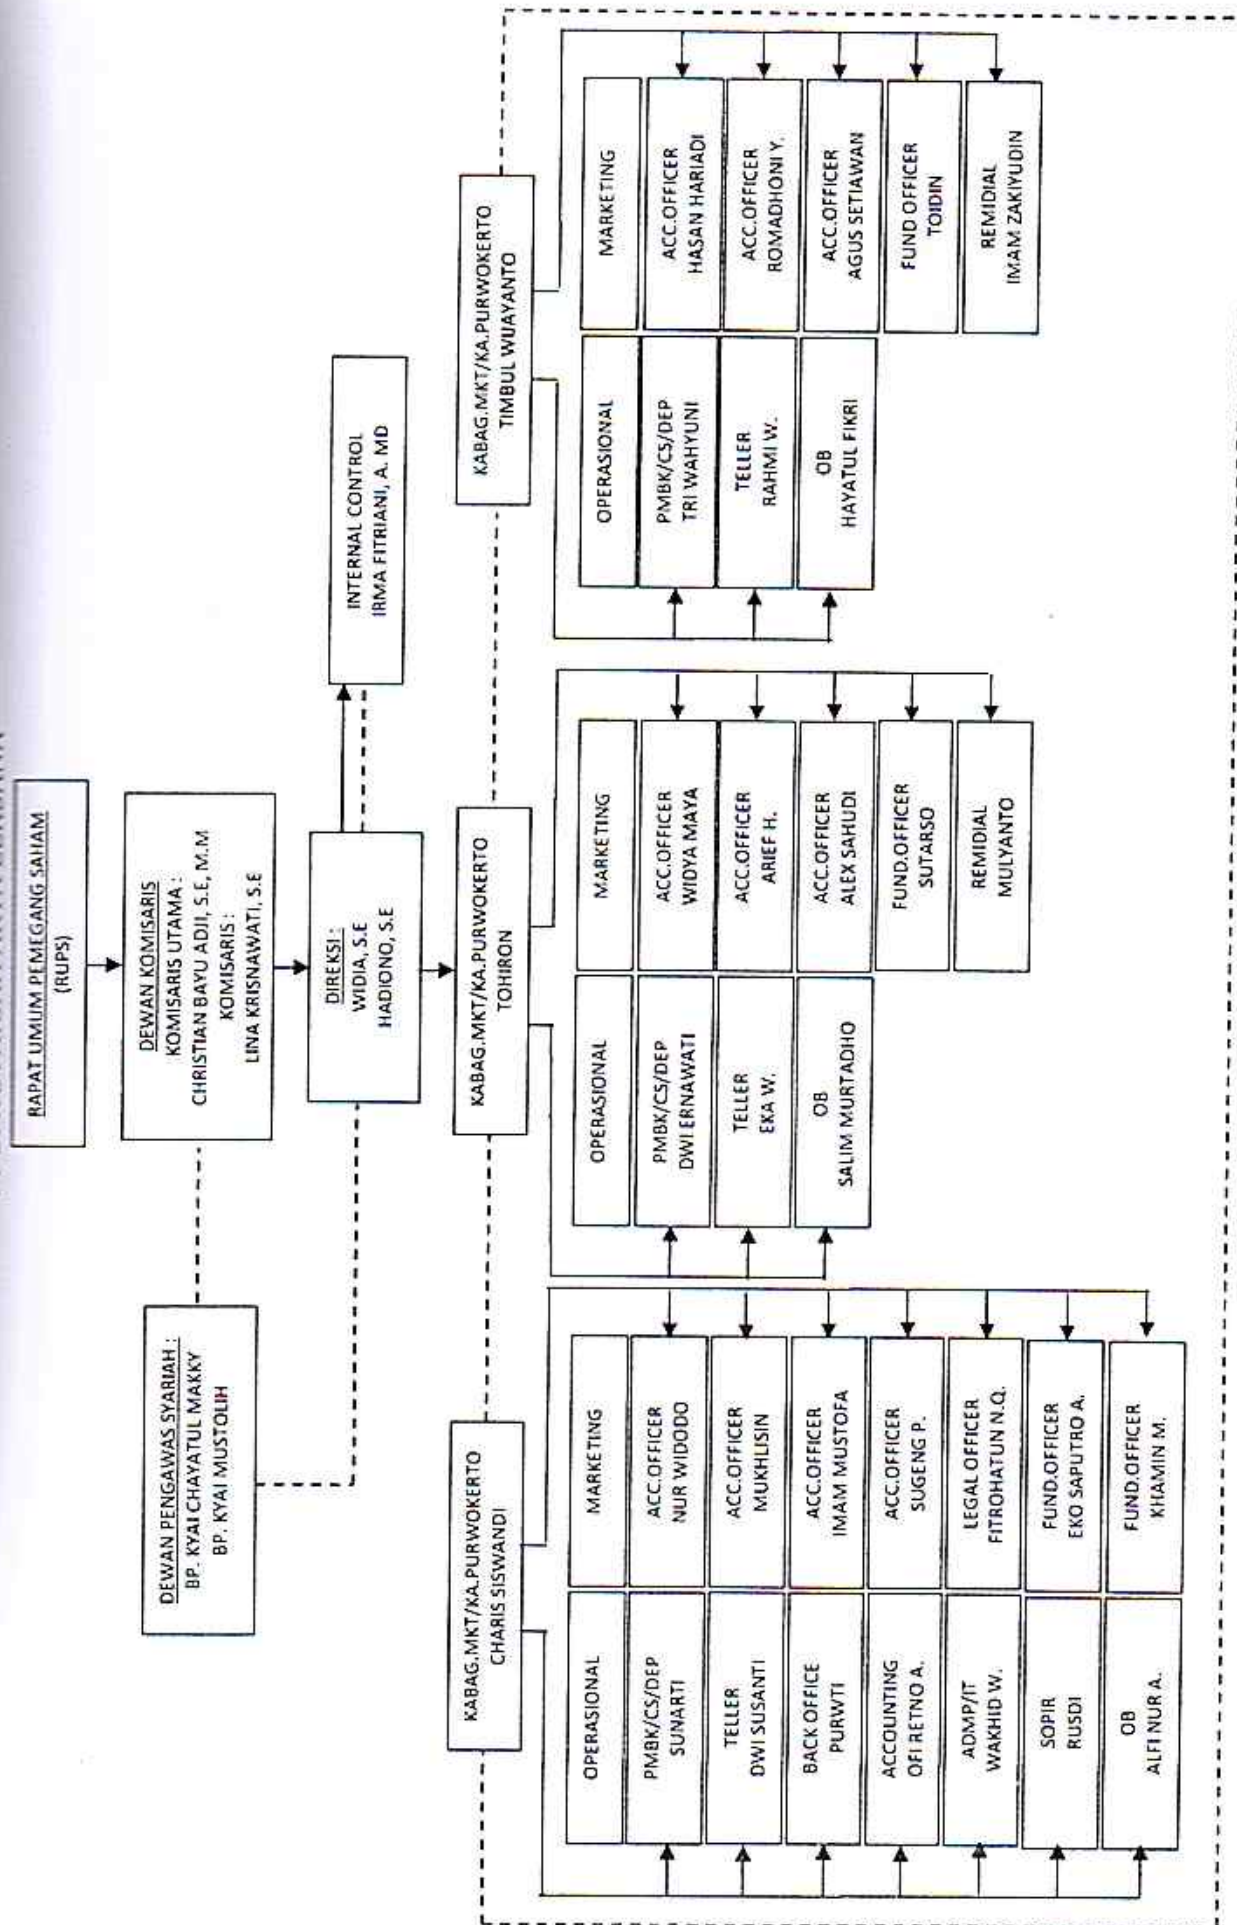 RAPAT UMUM PEMEGANG SAHAM
(RUPS)
DEWAN KOMISARIS
KOMISARIS UTAMA :
CHRISTIAN BAYU ADJI, S.E, M.M
KOMISARIS :
LINA KRISNAWATI, S.E
DEWAN PENGAWAS SYARIAH :
BP. KYAI CHAYATUL MAKKY
BP. KYAI MUSTOLIH
DIREKSI :
WIDIA, S.E
HADIONO, S.E
INTERNAL CONTROL
IRMA FITRIANI, A. MD
KABAG.MKT/KA.PURWOKERTO
CHARIS SISWANDI
OPERASIONAL
PMBK/CS/DEP
SUNARTI
TELLER
DWI SUSANTI
BACK OFFICE
PURWTI
ACCOUNTING
OFI RETNO A.
ADMP/IT
WAKHID W.
SOPIR
RUSDI
OB
ALFI NUR A.
MARKETING
ACC.OFFICER
NUR WIDODO
ACC.OFFICER
MUKHLISIN
ACC.OFFICER
IMAM MUSTOFA
ACC.OFFICER
SUGENG P.
LEGAL OFFICER
FITROHATUN N.Q.
FUND.OFFICER
EKO SAPUTRO A.
FUND.OFFICER
KHAMIN M.
KABAG.MKT/KA.PURWOKERTO
TOHIRON
OPERASIONAL
PMBK/CS/DEP
DWI ERNAWATI
TELLER
EKA W.
OB
SALIM MURTADHO
MARKETING
ACC.OFFICER
WIDYA MAYA
ACC.OFFICER
ARIEF H.
ACC.OFFICER
ALEX SAHUDI
FUND.OFFICER
SUTARSO
REMIDIAL
MULYANTO
KABAG.MKT/KA.PURWOKERTO
TIMBUL WIJAYANTO
OPERASIONAL
PMBK/CS/DEP
TRI WAHYUNI
TELLER
RAHMI W.
OB
HAYATUL FIKRI
MARKETING
ACC.OFFICER
HASAN HARIADI
ACC.OFFICER
ROMADHONI Y.
ACC.OFFICER
AGUS SETIAWAN
FUND OFFICER
TOIDIN
REMIDIAL
IMAM ZAKIYUDIN